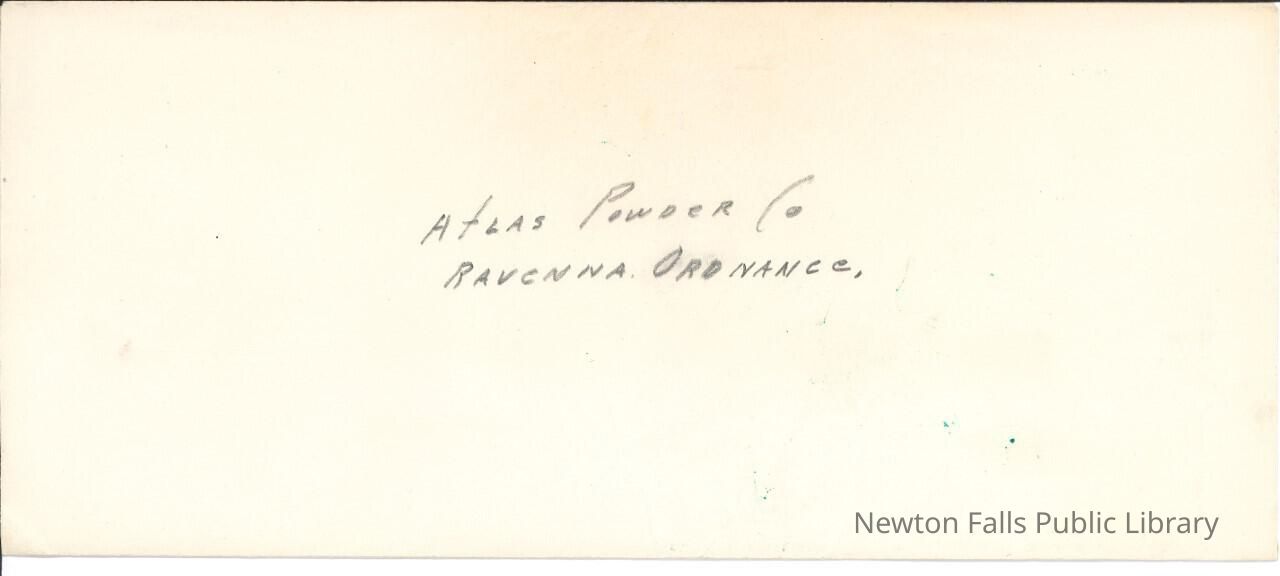 Atlas Powder Co
Ravenna. Ordnance.
Newton Falls Public Library